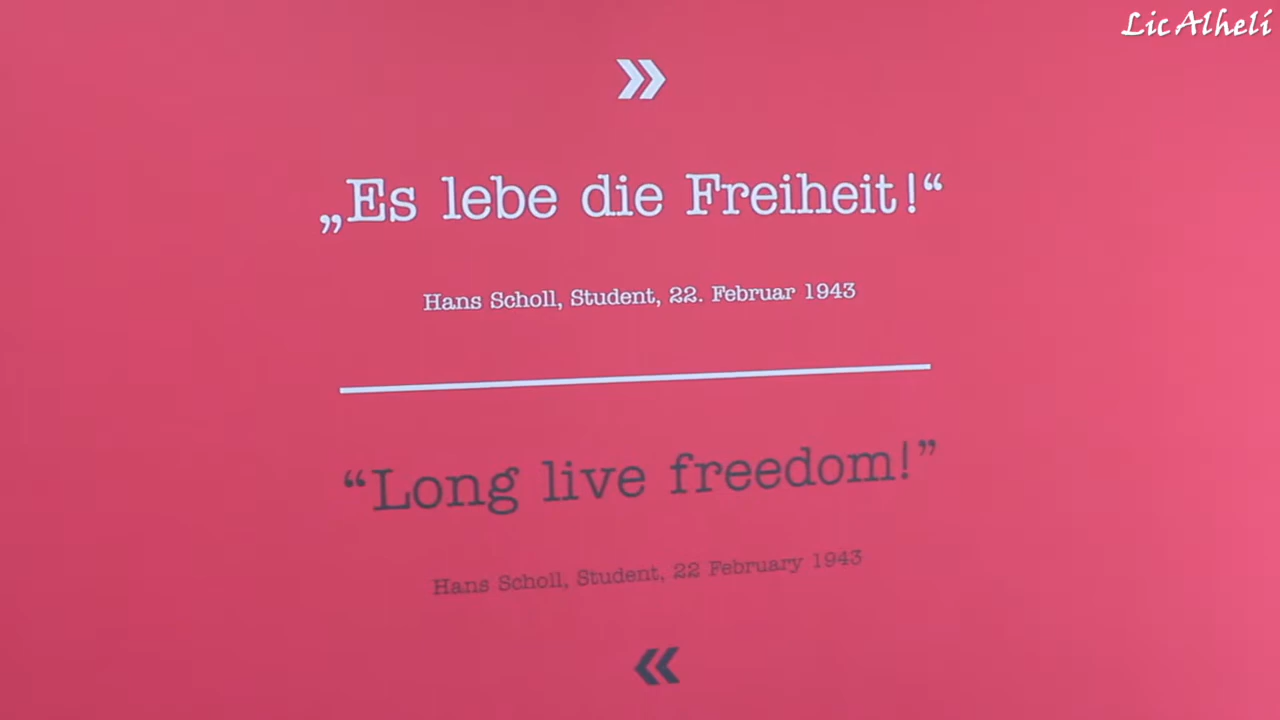 Lic Alhelí
»
„Es lebe die Freiheit!“
Hans Scholl, Student, 22. Februar 1943
“Long live freedom!”
Hans Scholl, Student, 22 February 1943
«